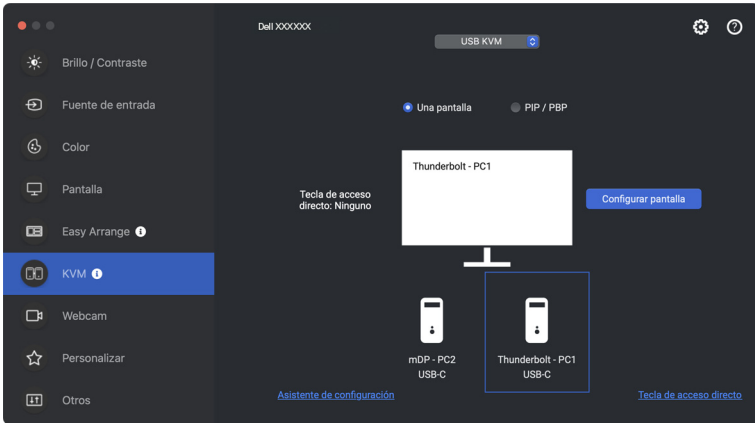 Dell XXXXXX
USB KVM
Brillo / Contraste
Fuente de entrada
Color
Pantalla
Easy Arrange
KVM
Webcam
Personalizar
Otros
Una pantalla
PIP / PBP
Thunderbolt - PC1
Tecla de acceso
directo: Ninguno
Configurar pantalla
mDP - PC2
USB-C
Thunderbolt - PC1
USB-C
Asistente de configuración
Tecla de acceso directo